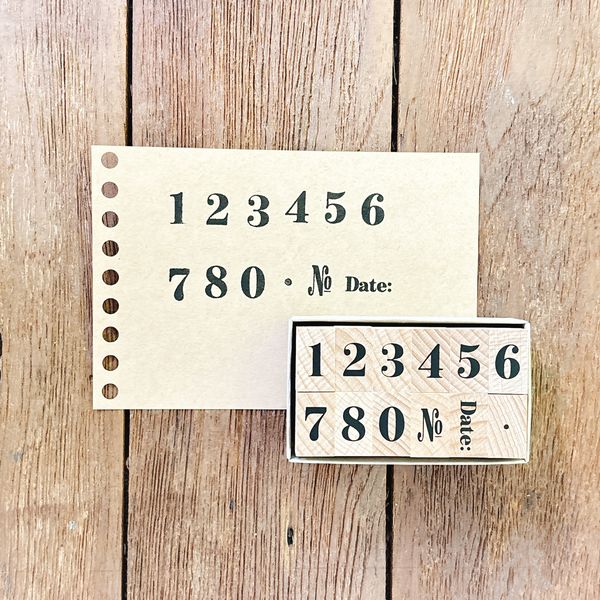 1 2 3 4 5 6
7 8 0 · № Date:
1 2 3 4 5 6
7 8 0 № Date: ·